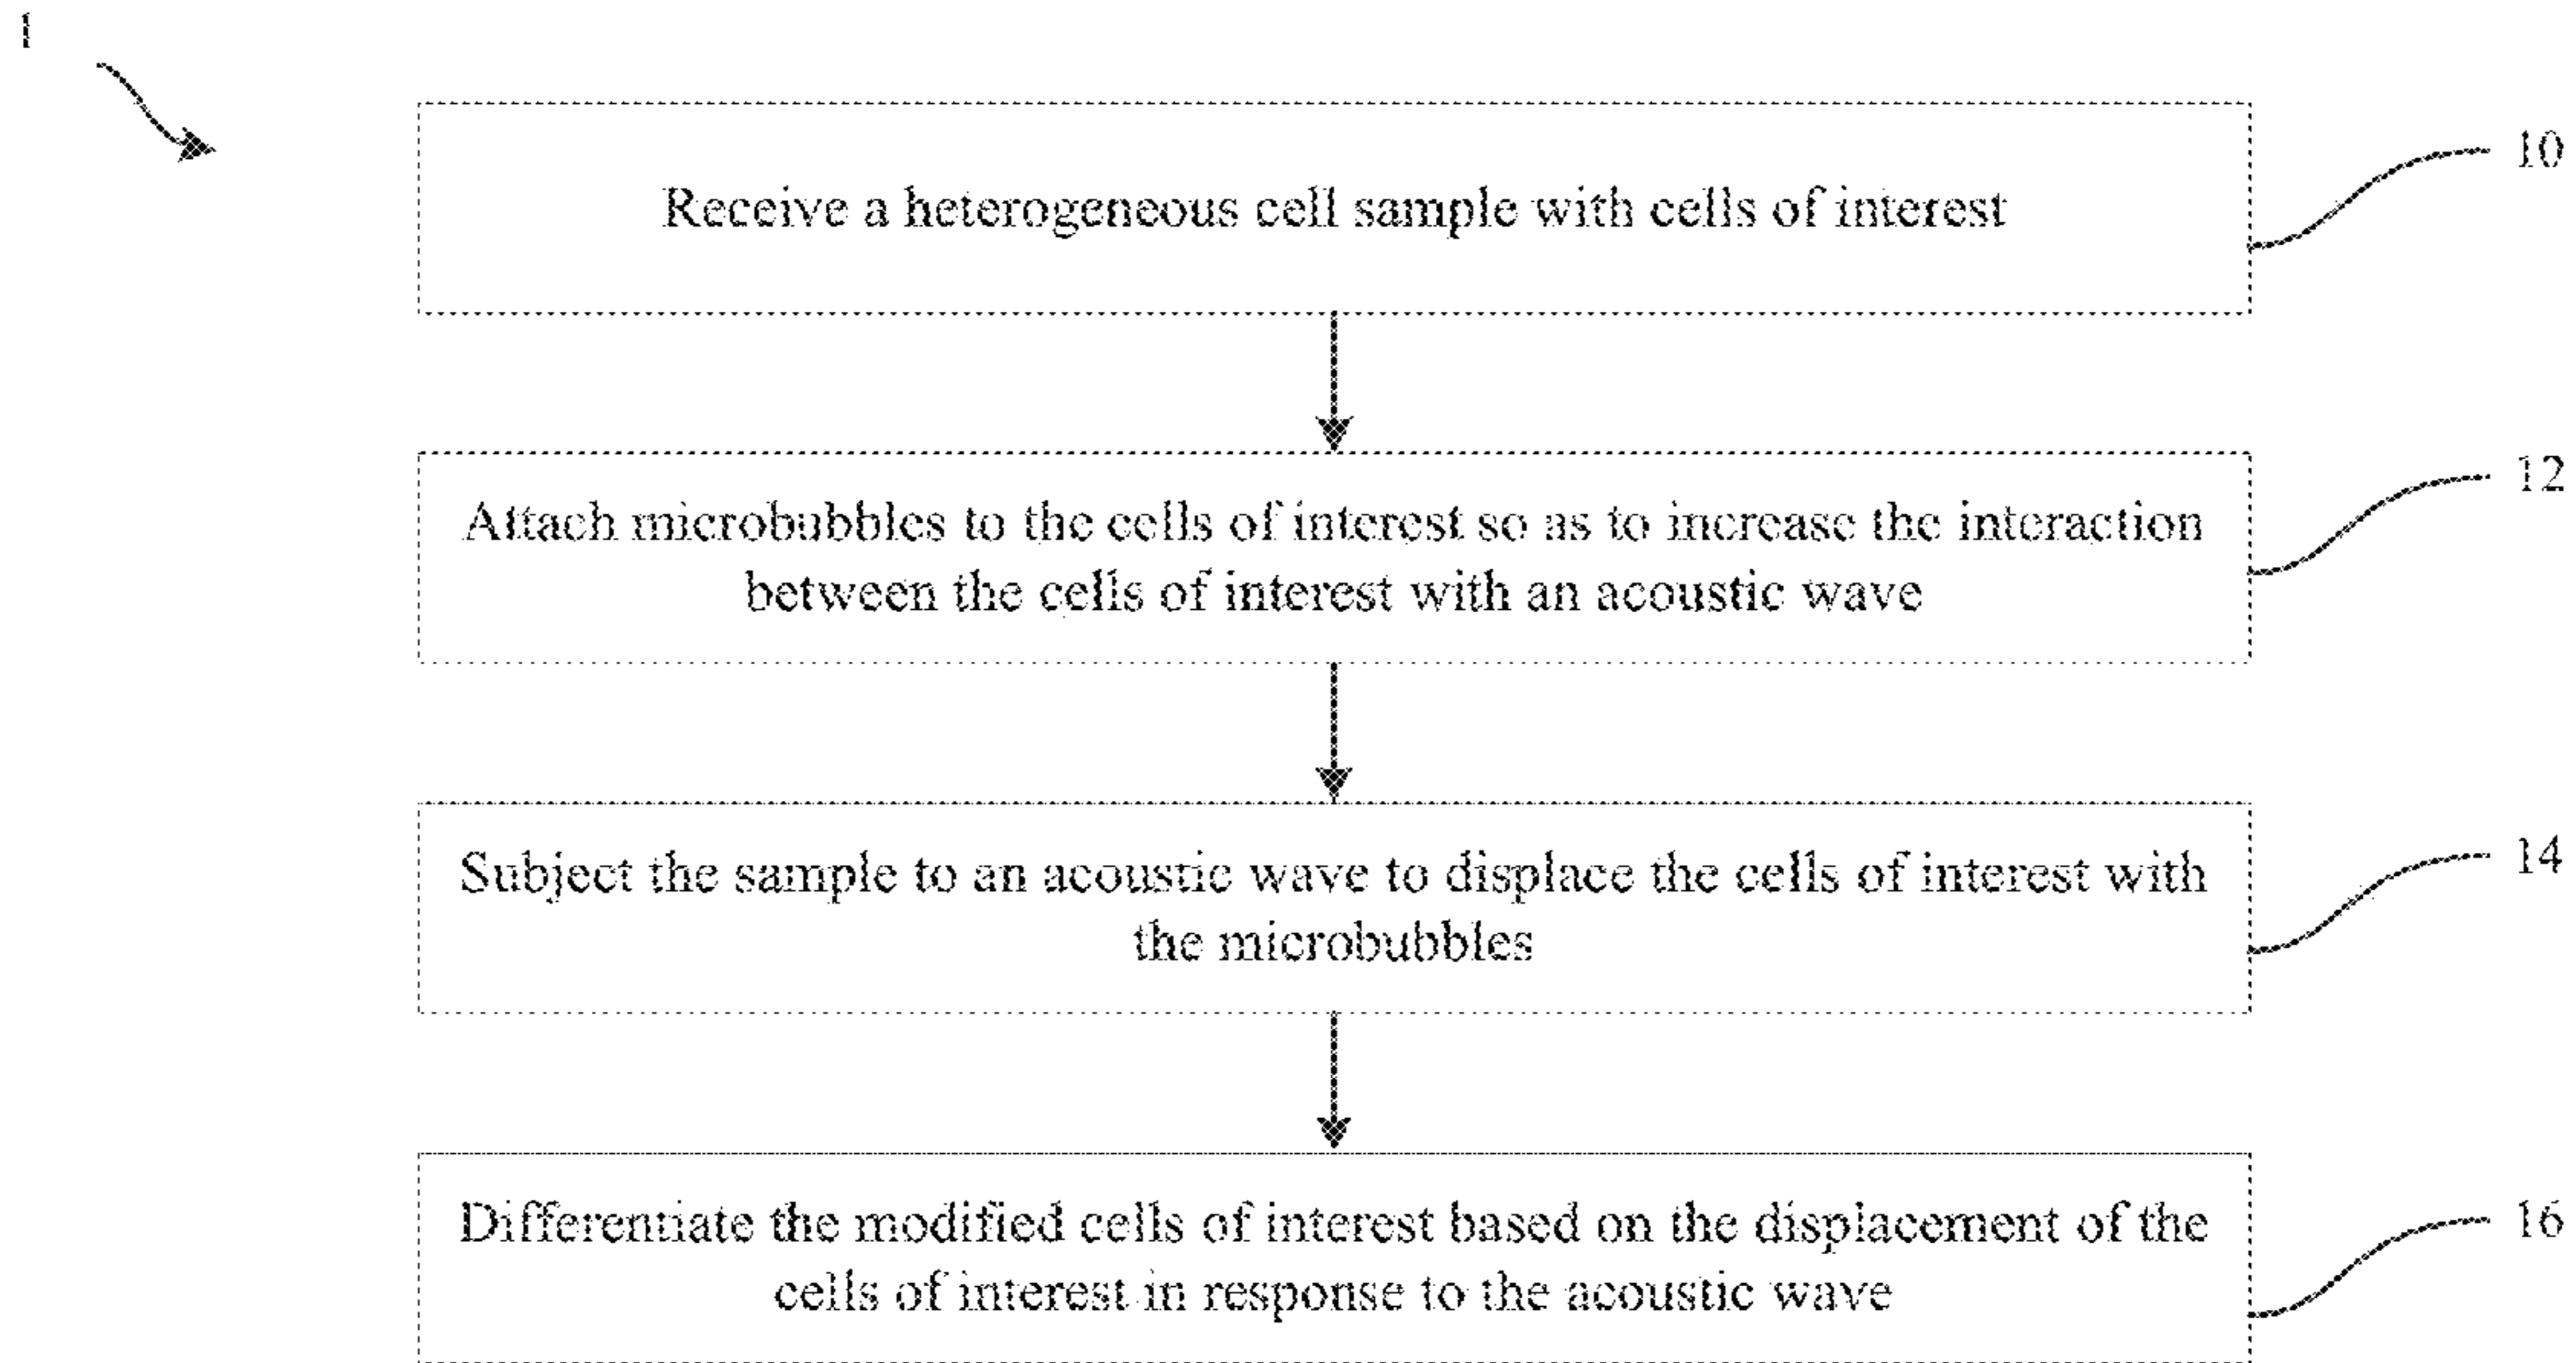 1
Receive a heterogeneous cell sample with cells of interest
10
Attach microbubbles to the cells of interest so as to increase the interaction
between the cells of interest with an acoustic wave
12
Subject the sample to an acoustic wave to displace the cells of interest with
the microbubbles
14
Differentiate the modified cells of interest based on the displacement of the
cells of interest in response to the acoustic wave
16